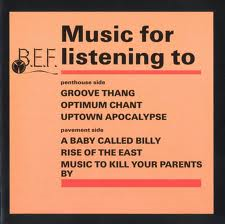 B.E.F.
Music for
listening to
penthouse side
GROOVE THANG
OPTIMUM CHANT
UPTOWN APOCALYPSE
pavement side
A BABY CALLED BILLY
RISE OF THE EAST
MUSIC TO KILL YOUR PARENTS
BY